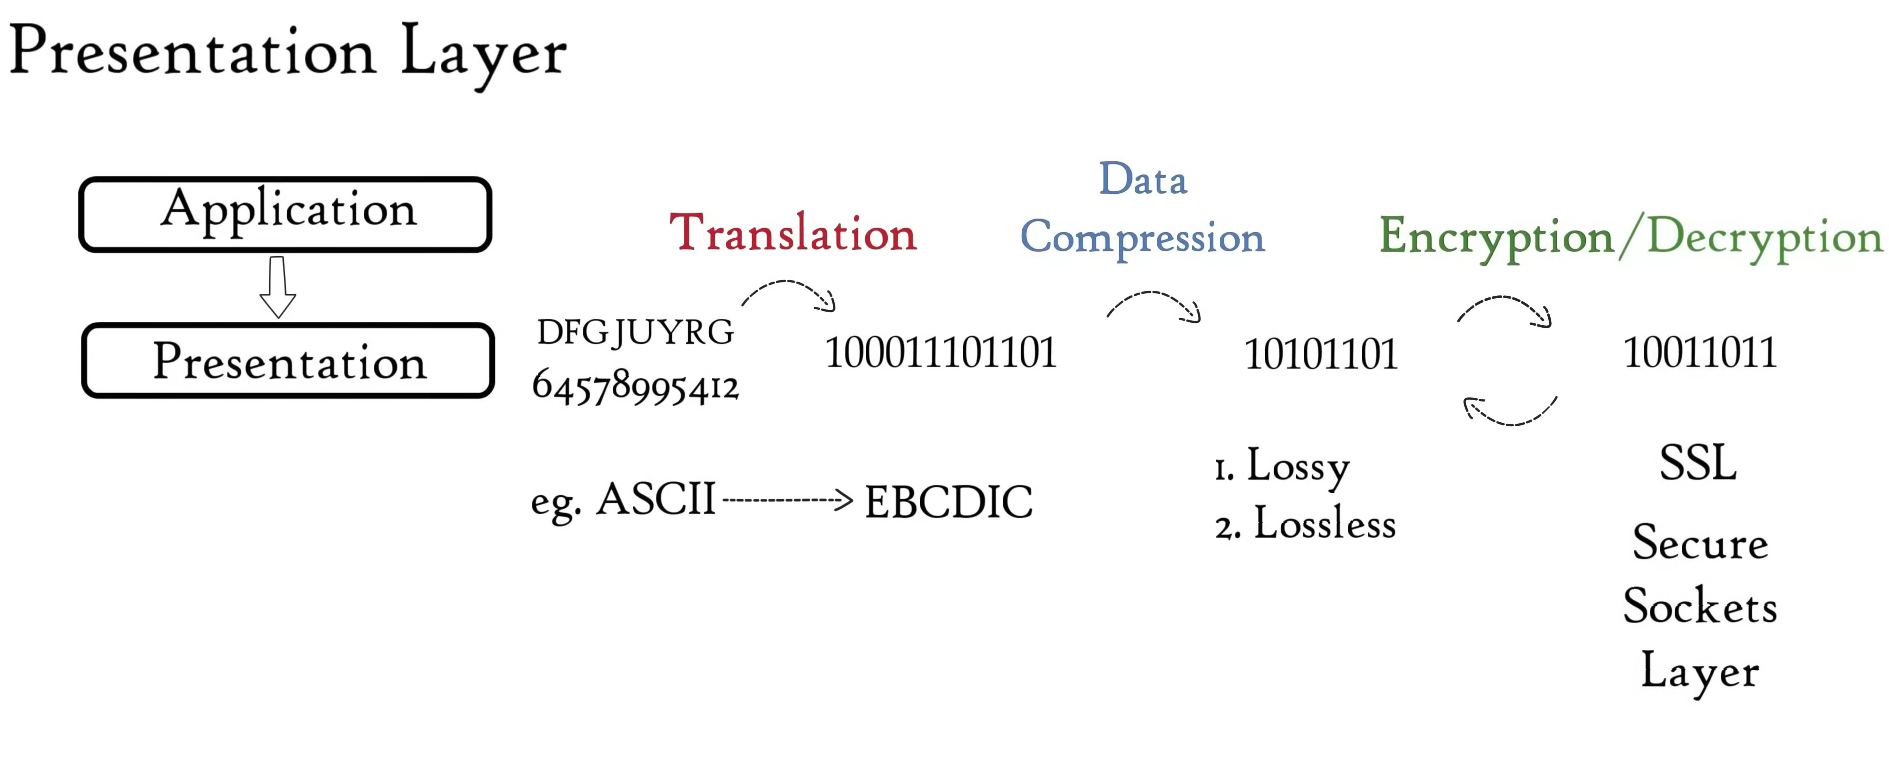 Presentation Layer
Application
Presentation
Translation
DFGJUYRG
64578995412
100011101101
eg. ASCII
EBCDIC
Data
Compression
10101101
1. Lossy
2. Lossless
Encryption/Decryption
10011011
SSL
Secure
Sockets
Layer